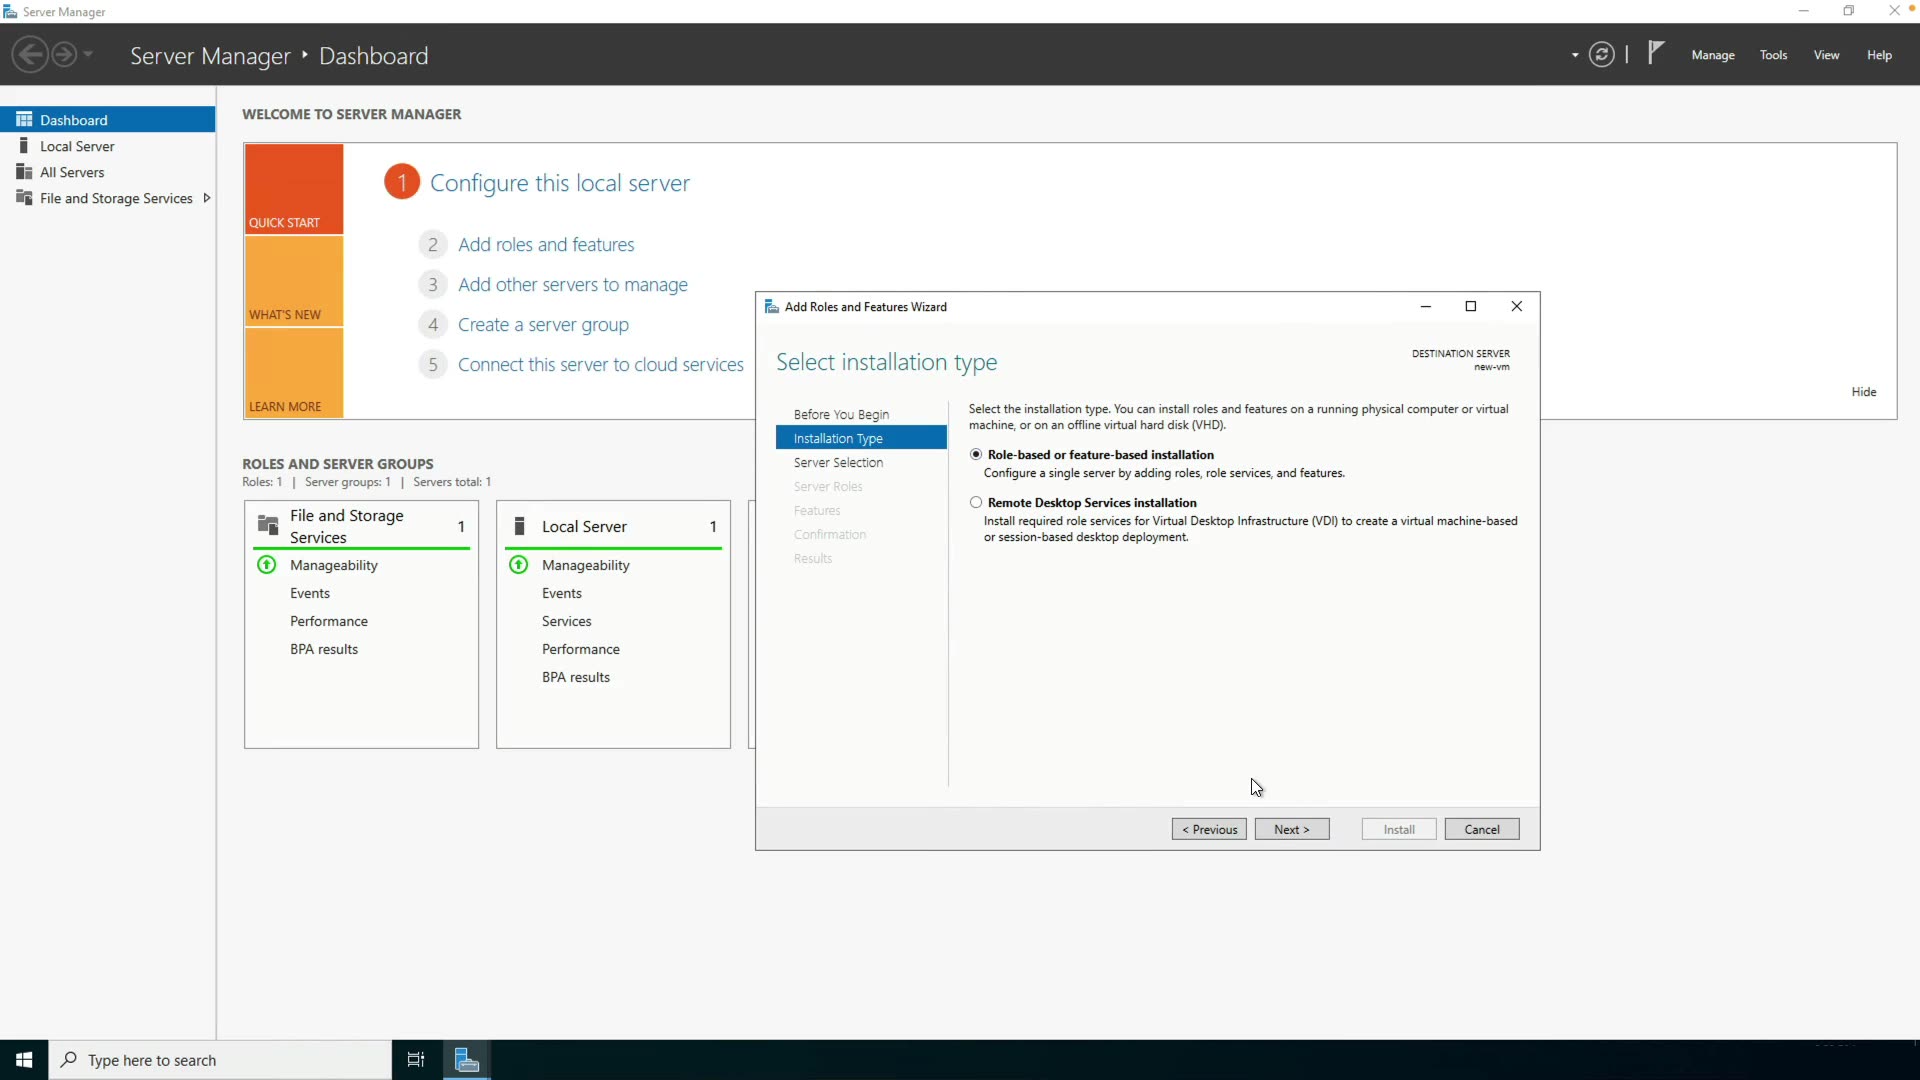 Server Manager
Server Manager ‣ Dashboard
Manage
Tools
View
Help
Dashboard
Local Server
All Servers
File and Storage Services
WELCOME TO SERVER MANAGER
QUICK START
WHAT'S NEW
LEARN MORE
1 Configure this local server
2 Add roles and features
3 Add other servers to manage
4 Create a server group
5 Connect this server to cloud services
Hide
ROLES AND SERVER GROUPS
Roles: 1 | Server groups: 1 | Servers total: 1
File and Storage
Services
1
Manageability
Events
Performance
BPA results
Local Server
1
Manageability
Events
Services
Performance
BPA results
Add Roles and Features Wizard
Select installation type
DESTINATION SERVER
new-vm
Before You Begin
Installation Type
Server Selection
Server Roles
Features
Confirmation
Results
Select the installation type. You can install roles and features on a running physical computer or virtual
machine, or on an offline virtual hard disk (VHD).
Role-based or feature-based installation
Configure a single server by adding roles, role services, and features.
Remote Desktop Services installation
Install required role services for Virtual Desktop Infrastructure (VDI) to create a virtual machine-based
or session-based desktop deployment.
< Previous
Next >
Install
Cancel
Type here to search